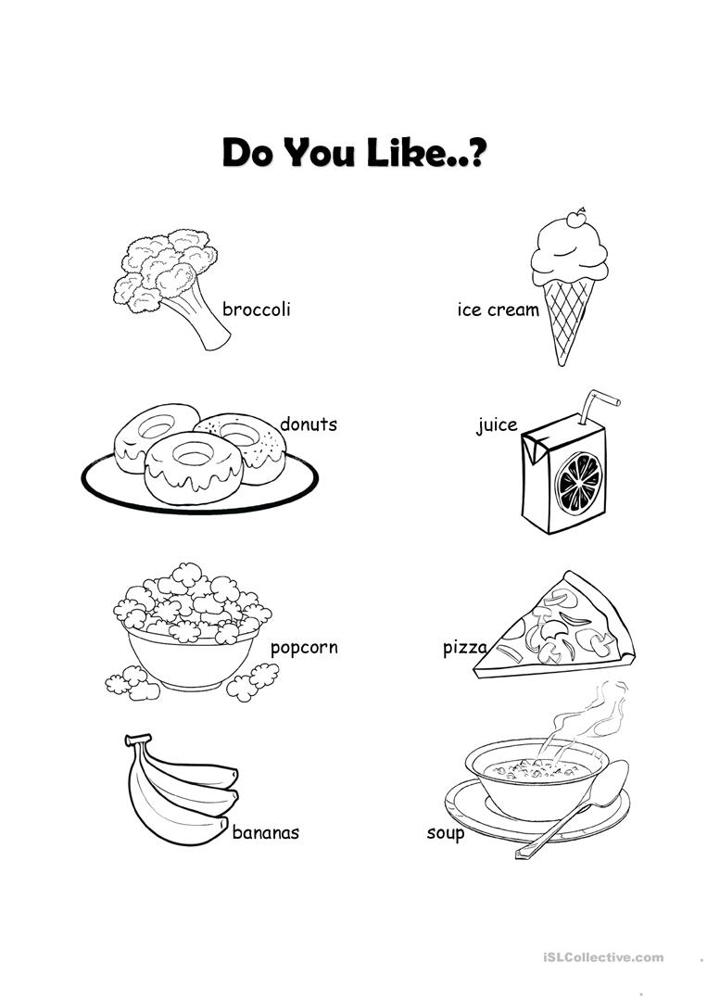 Do You Like..?
broccoli
ice cream
donuts
juice
popcorn
pizza
bananas
soup
iSLCollective.com